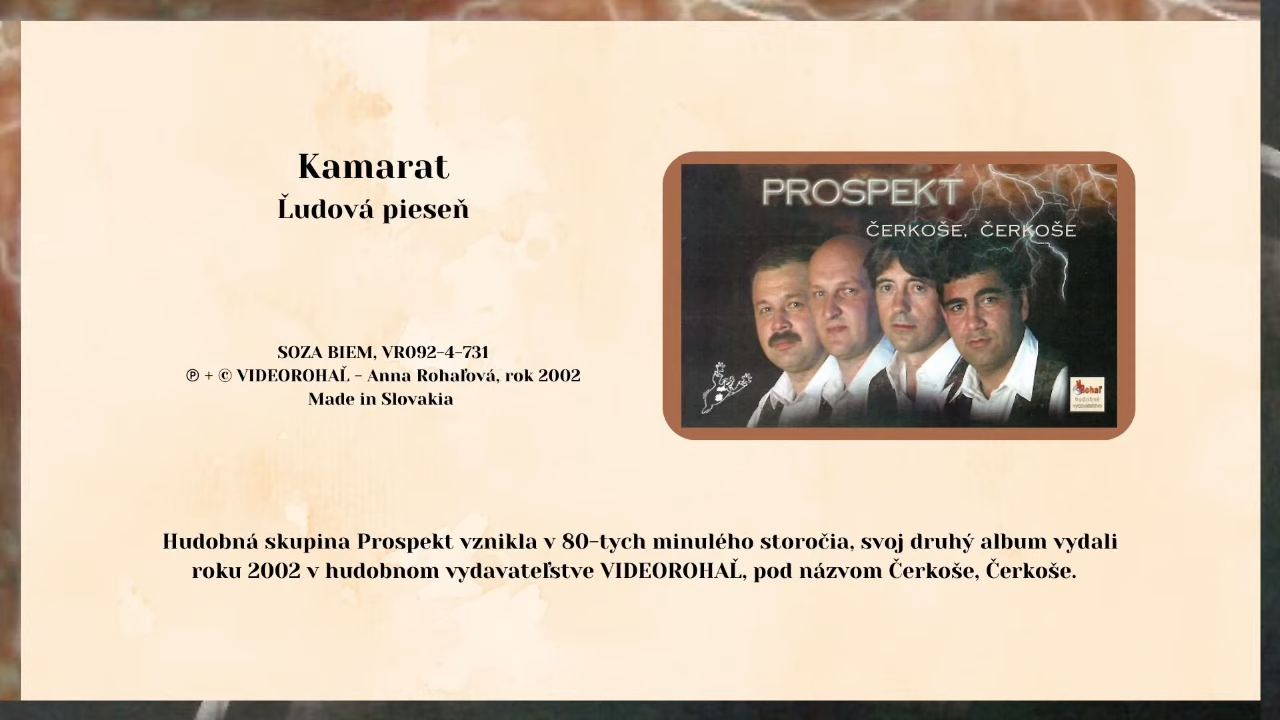 Kamarat
Ľudová pieseň
SOZA BIEM, VR092-4-731
℗ + © VIDEOROHAĽ - Anna Rohaľová, rok 2002
Made in Slovakia
PROSPEKT
ČERKOŠE, ČERKOŠE
Rohaľ
hudobné
Hudobná skupina Prospekt vznikla v 80-tych minulého storočia, svoj druhý album vydali
roku 2002 v hudobnom vydavateľstve VIDEOROHAĽ, pod názvom Čerkoše, Čerkoše.